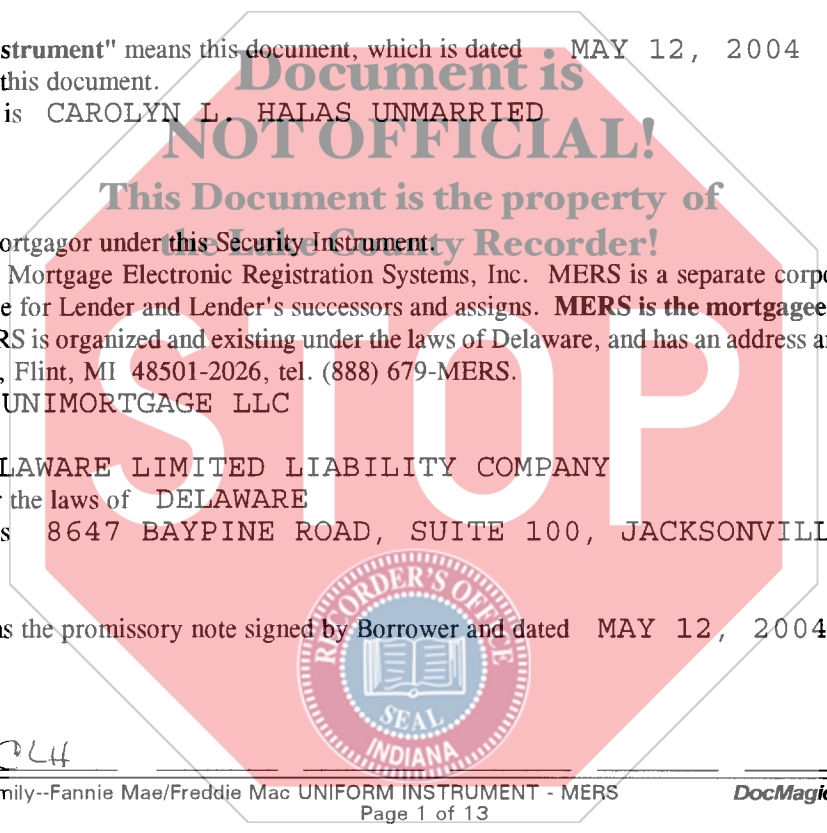 strument" means this document, which is dated MAY 12, 2004
Document is
this document.
is CAROLYN L. HALAS UNMARRIED
NOT OFFICIAL!
This Document is the property of
ortgagor under this Security Instrument.
the Lake County Recorder!
Mortgage Electronic Registration Systems, Inc. MERS is a separate corpo
e for Lender and Lender's successors and assigns. MERS is the mortgagee
RS is organized and existing under the laws of Delaware, and has an address an
, Flint, MI 48501-2026, tel. (888) 679-MERS.
UNIMORTGAGE LLC
STOP
LAWARE LIMITED LIABILITY COMPANY
r the laws of DELAWARE
s 8647 BAYPINE ROAD, SUITE 100, JACKSONVILL
RECORDER'S OFFICE
ns the promissory note signed by Borrower and dated MAY 12, 2004
SEAL
INDIANA
CLH
mily--Fannie Mae/Freddie Mac UNIFORM INSTRUMENT - MERS DocMagic
Page 1 of 13